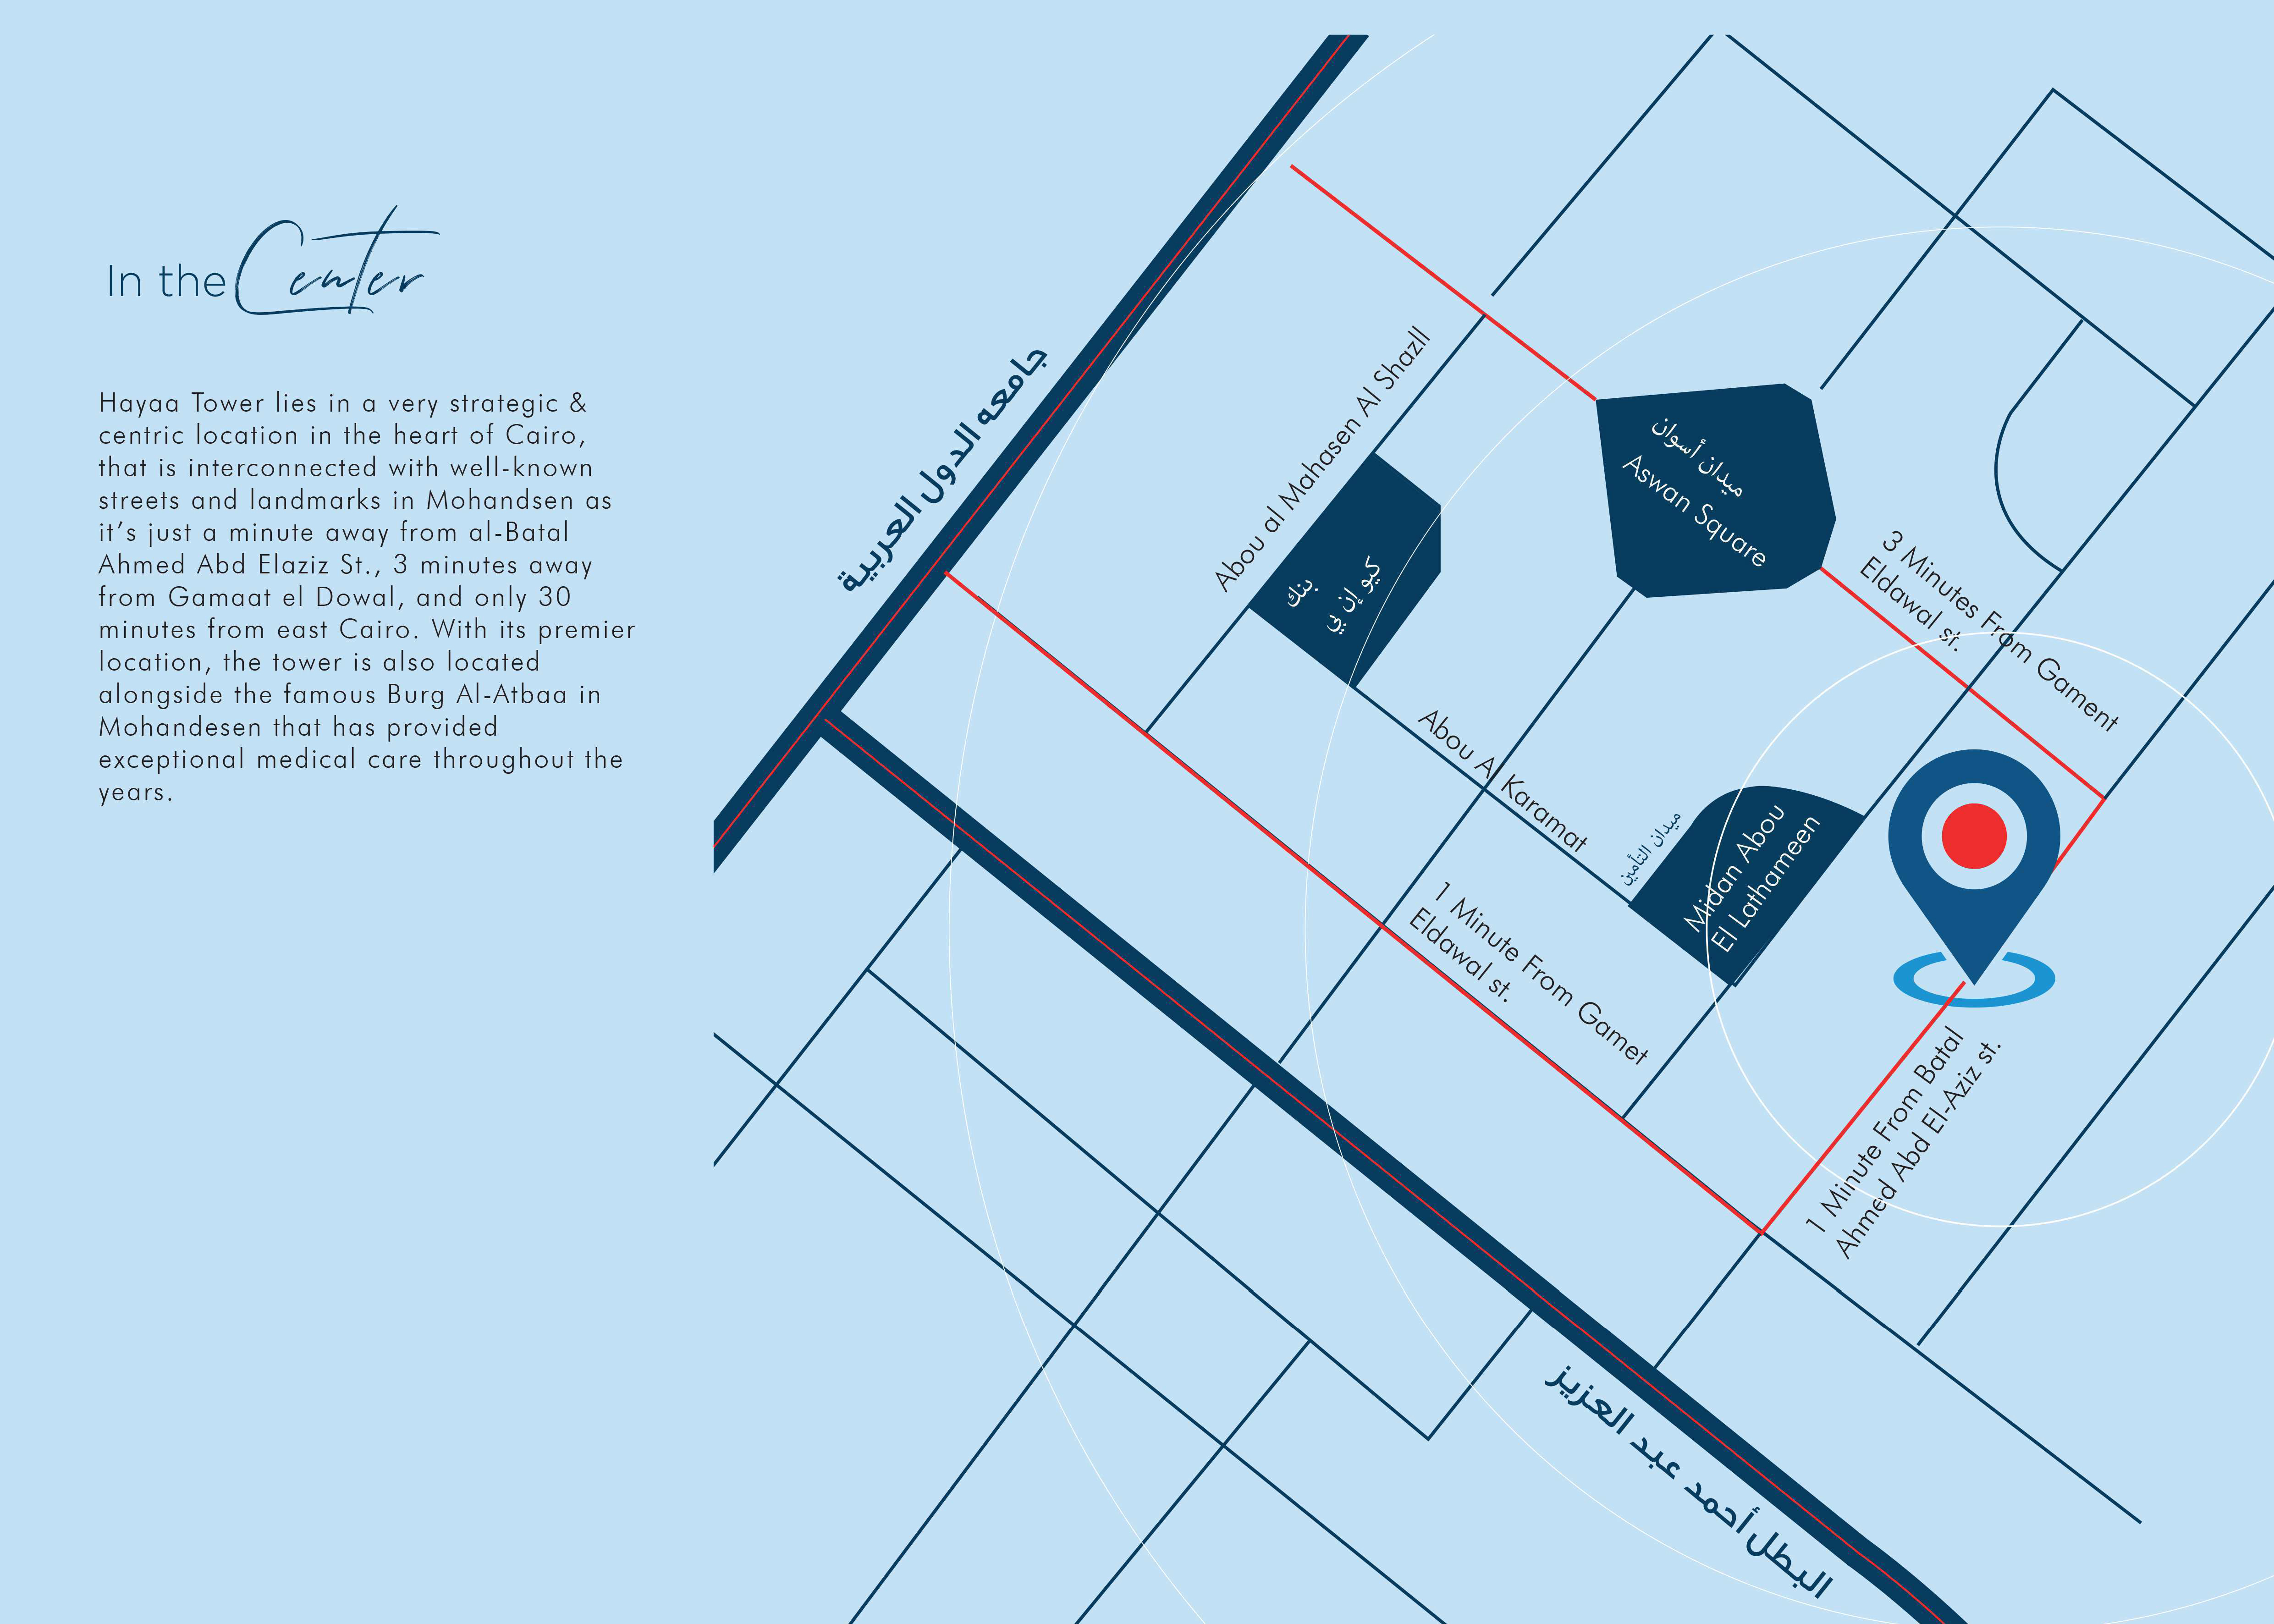 In the Center
Hayaa Tower lies in a very strategic &
centric location in the heart of Cairo,
that is interconnected with well-known
streets and landmarks in Mohandsen as
it's just a minute away from al-Batal
Ahmed Abd Elaziz St., 3 minutes away
from Gamaat el Dowal, and only 30
minutes from east Cairo. With its premier
location, the tower is also located
alongside the famous Burg Al-Atbaa in
Mohandesen that has provided
exceptional medical care throughout the
years.
جامعه الدول العربية
Abou al Mahasen Al Shazll
بنك
كيو إن بي
ميدان أسوان
Aswan Square
3 Minutes From Gament
Eldawal st.
Abou Al Karamat
ميدان التأمين
Midan Abou
El Lathameen
1 Minute From Gamet
Eldawal st.
1 Minute From Batal
Ahmed Abd El-Aziz st.
البطل أحمد عبد العزيز